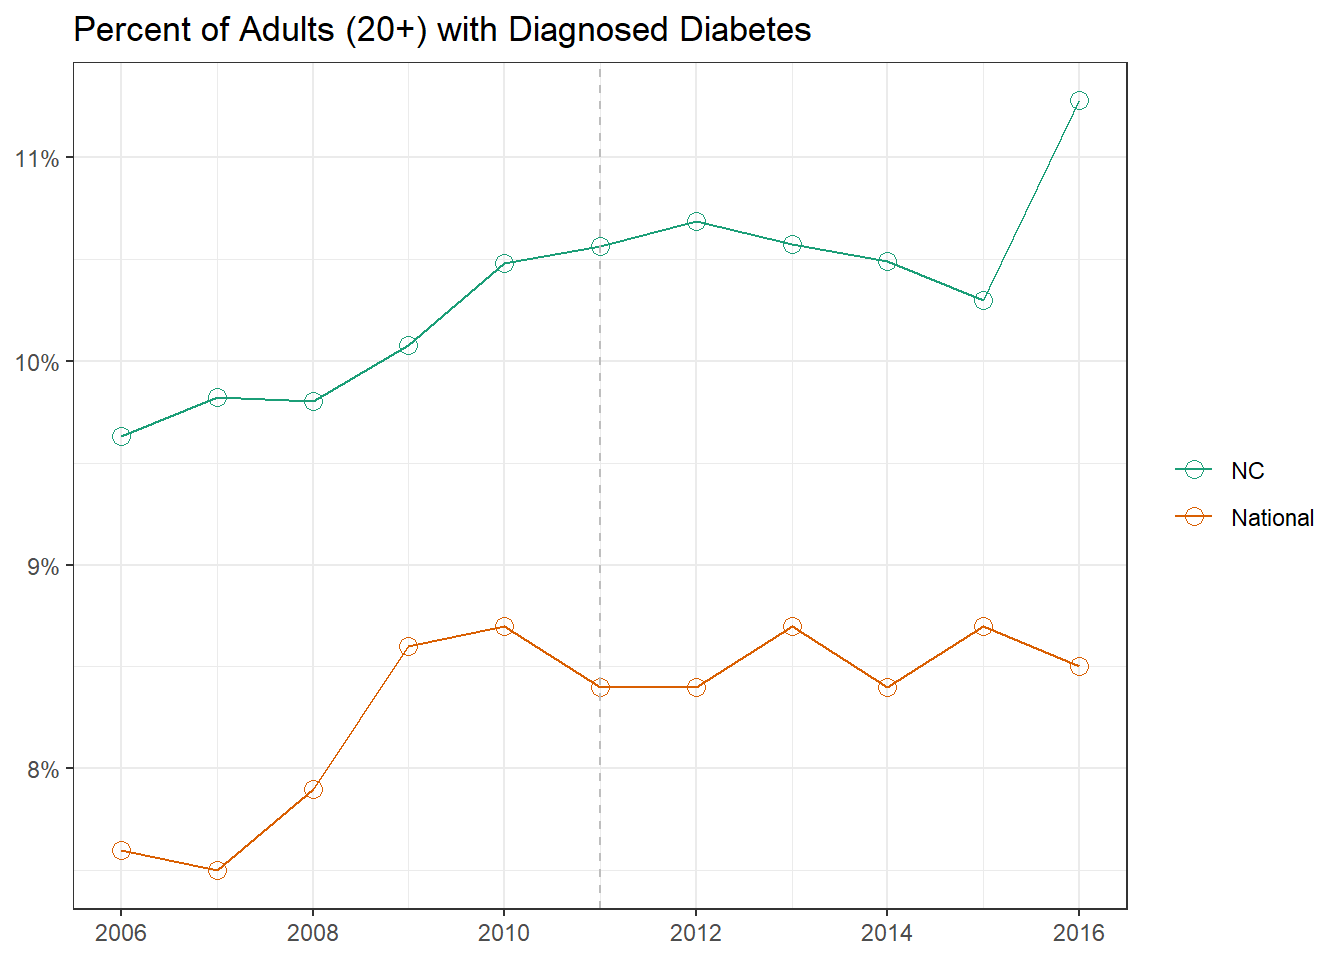 Percent of Adults (20+) with Diagnosed Diabetes
11%
10%
9%
8%
2006 2008 2010 2012 2014 2016
NC
National